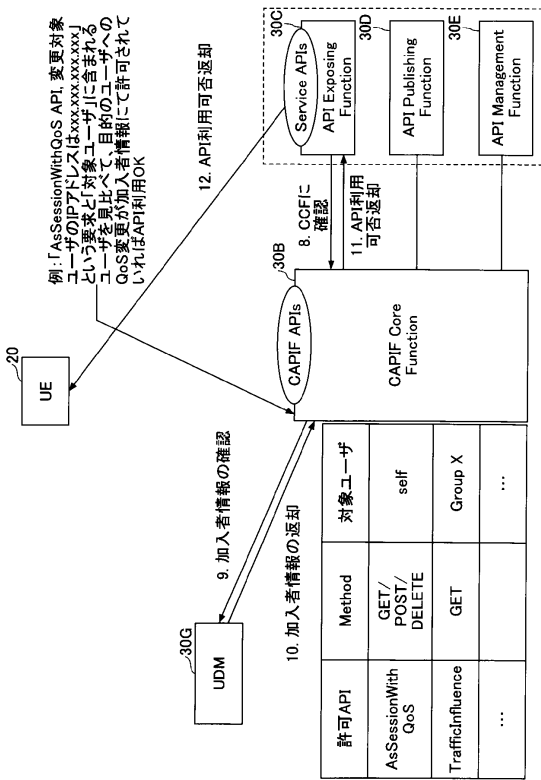 例：「AsSessionWithQoS API, 変更対象
ユーザのIPアドレスはxxx.xxx.xxx.xxx」
という要求と「対象ユーザ」に含まれる
ユーザを見比べて、目的のユーザへの
QoS変更が加入者情報にて許可されて
いればAPI利用OK
20
UE
12. API利用可否返却
30C
Service APIs
API Exposing
Function
30D
API Publishing
Function
30E
API Management
Function
8. CCFに
確認
11. API利用
可否返却
30B
CAPIF APIs
CAPIF Core
Function
9. 加入者情報の確認
10. 加入者情報の返却
30G
UDM
許可API
Method
対象ユーザ
AsSessionWith
QoS
GET/
POST/
DELETE
self
TrafficInfluence
GET
Group X
…
…